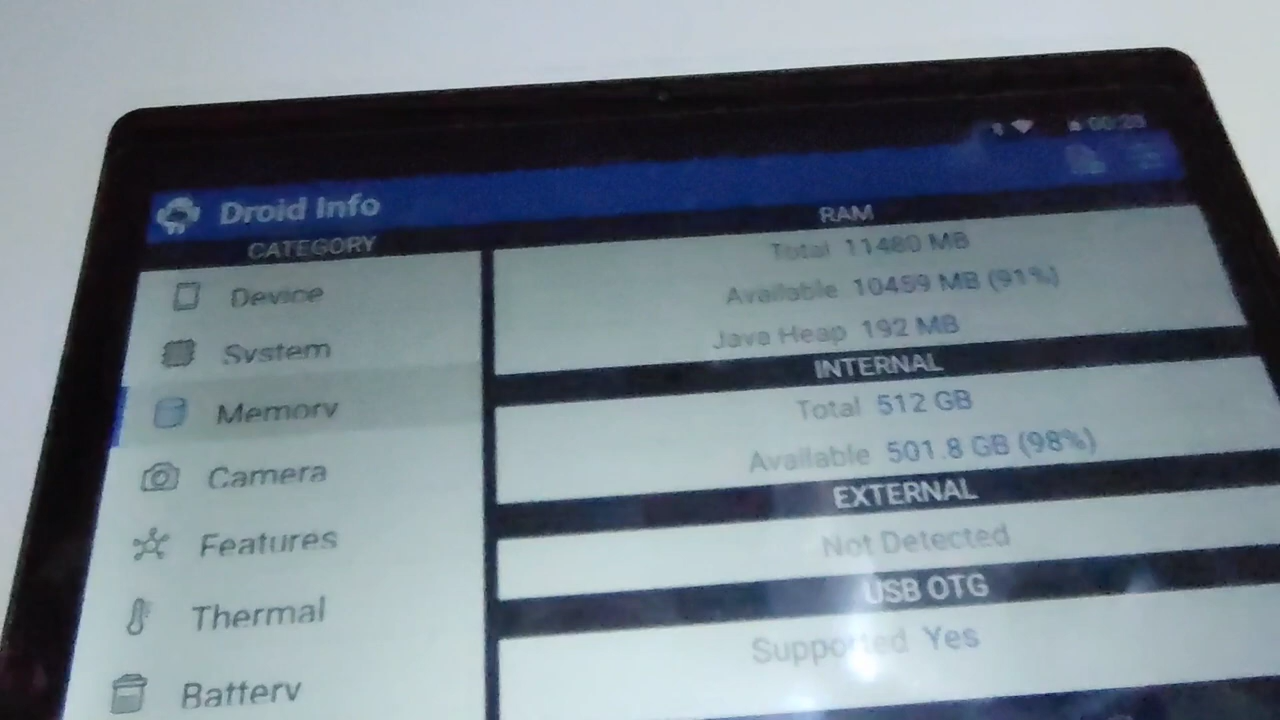 Droid Info
CATEGORY
Device
System
Memory
Camera
Features
Thermal
Battery
RAM
Total 11480 MB
Available 10459 MB (91%)
Java Heap 192 MB
INTERNAL
Total 512 GB
Available 501.8 GB (98%)
EXTERNAL
Not Detected
USB OTG
Supported Yes